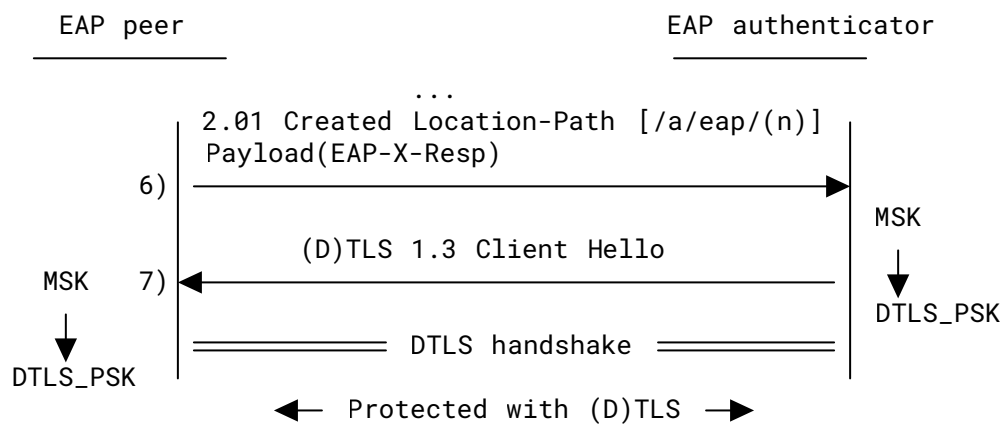 EAP peer
EAP authenticator
...
2.01 Created Location-Path [/a/eap/(n)]
Payload(EAP-X-Resp)
6)
MSK
(D)TLS 1.3 Client Hello
MSK
7)
DTLS_PSK
DTLS handshake
DTLS_PSK
Protected with (D)TLS